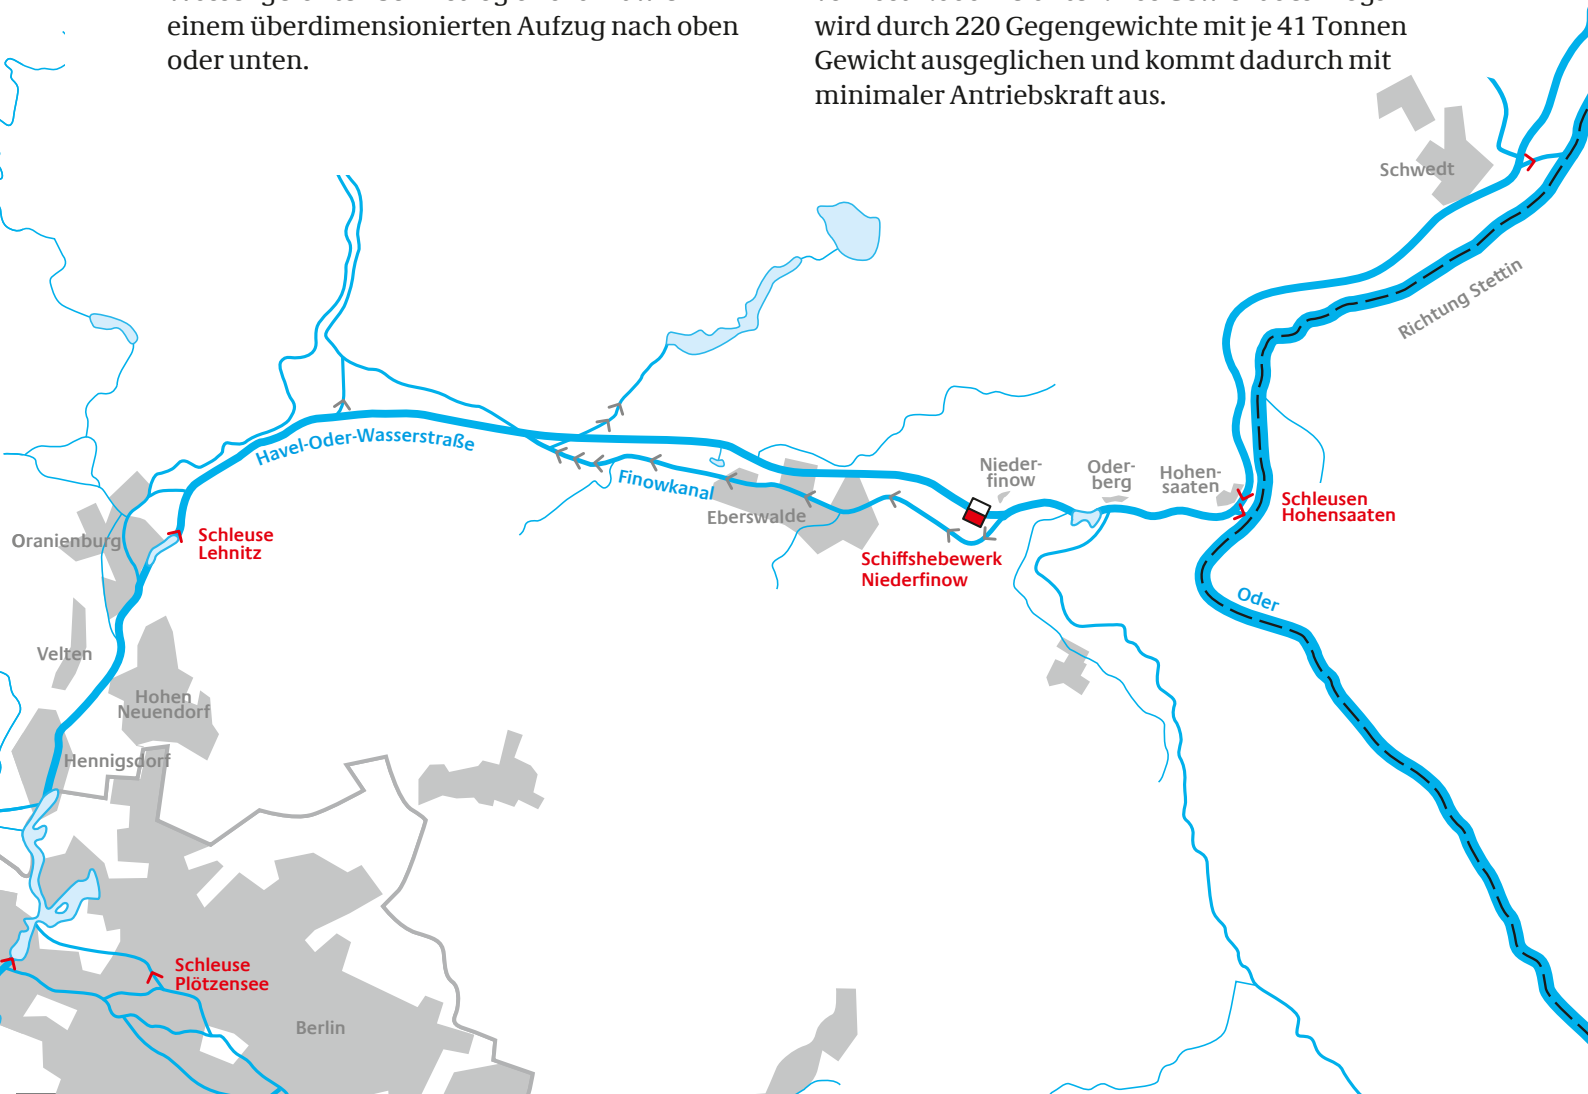 einem überdimensionierten Aufzug nach oben
oder unten.
wird durch 220 Gegengewichte mit je 41 Tonnen
Gewicht ausgeglichen und kommt dadurch mit
minimaler Antriebskraft aus.
Schwedt
Richtung Stettin
Havel-Oder-Wasserstraße
Finowkanal
Eberswalde
Nieder-
finow
Oder-
berg
Hohen-
saaten
Schleusen
Hohensaaten
Schiffshebewerk
Niederfinow
Oder
Oranienburg
Schleuse
Lehnitz
Velten
Hohen
Neuendorf
Hennigsdorf
Schleuse
Plötzensee
Berlin